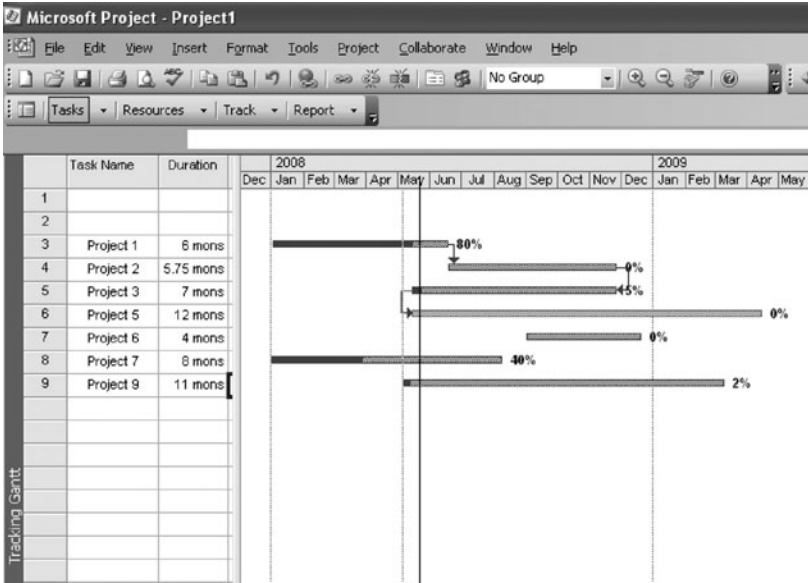 Microsoft Project - Project1
File Edit View Insert Format Tools Project Collaborate Window Help
No Group
Tasks Resources Track Report
Task Name Duration 2008 2009
Dec Jan Feb Mar Apr May Jun Jul Aug Sep Oct Nov Dec Jan Feb Mar Apr May
1
2
3 Project 1 6 mons 80%
4 Project 2 5.75 mons 0%
5 Project 3 7 mons 5%
6 Project 5 12 mons 0%
7 Project 6 4 mons 0%
8 Project 7 8 mons 40%
9 Project 9 11 mons 2%
Tracking Gantt